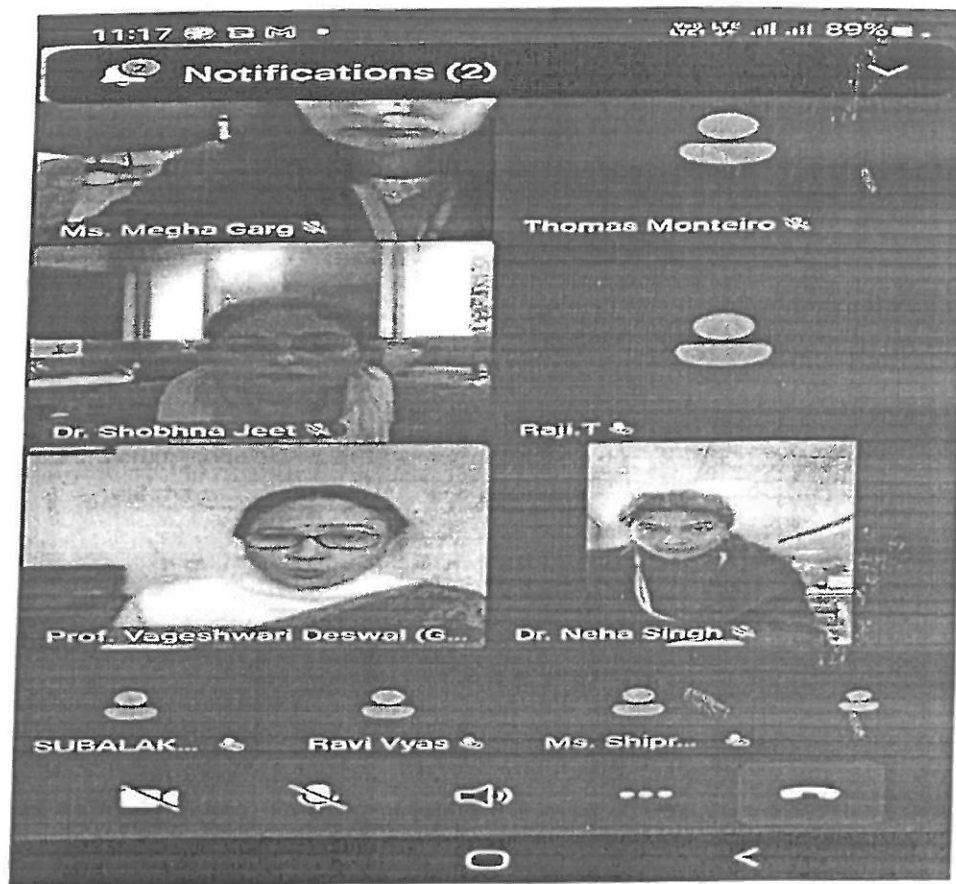 11:17 89%
2
Notifications (2)
Ms. Megha Garg
Thomas Monteiro
Dr. Shobhna Jeet
Raji.T
Prof. Vageshwari Deswal (G...
Dr. Neha Singh
SUBALAK...
Ravi Vyas
Ms. Shipr...